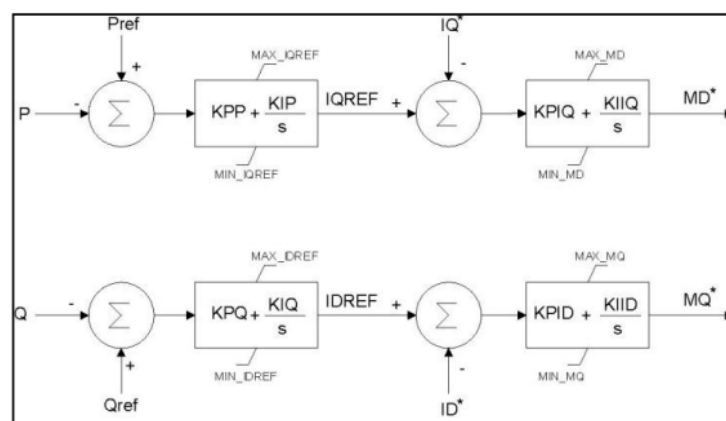 Pref
IQ*
MAX_IQREF
MAX_MD
+
-
-
P
Σ
KPP + KIP
s
IQREF
+
Σ
KPIQ + KIIQ
s
MD*
MIN_IQREF
MIN_MD
MAX_IDREF
MAX_MQ
-
Q
Σ
KPQ + KIQ
s
IDREF
+
Σ
KPID + KIID
s
MQ*
+
-
MIN_IDREF
MIN_MQ
Qref
ID*